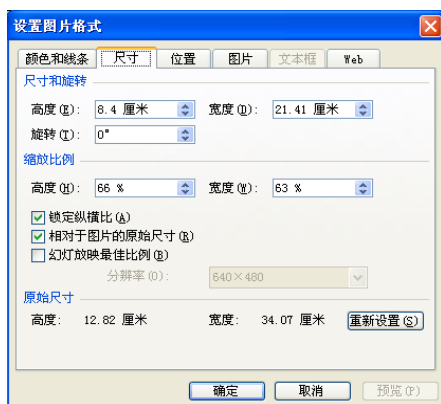 设置图片格式
颜色和线条 尺寸 位置 图片 文本框 Web
尺寸和旋转
高度(E): 8.4 厘米 宽度(D): 21.41 厘米
旋转(T): 0°
缩放比例
高度(H): 66 % 宽度(W): 63 %
锁定纵横比(A)
相对于图片的原始尺寸(R)
幻灯放映最佳比例(B)
分辨率(O): 640×480
原始尺寸
高度: 12.82 厘米 宽度: 34.07 厘米 重新设置(S)
确定 取消 预览(P)